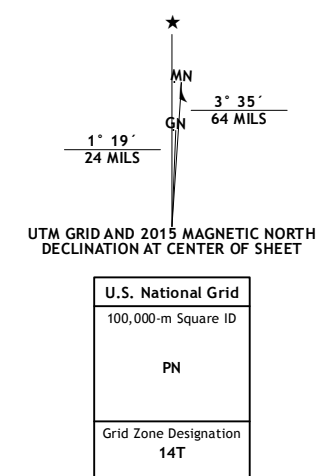 ★
MN
3° 35´
64 MILS
GN
1° 19´
24 MILS
UTM GRID AND 2015 MAGNETIC NORTH
DECLINATION AT CENTER OF SHEET
U.S. National Grid
100,000-m Square ID
PN
Grid Zone Designation
14T